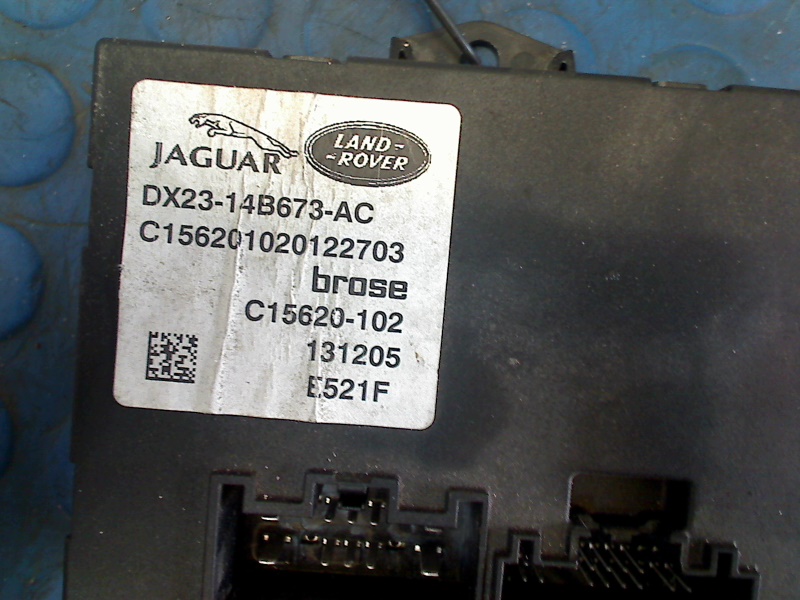 JAGUAR
LAND-
-ROVER
DX23-14B673-AC
C156201020122703
brose
C15620-102
131205
E521F